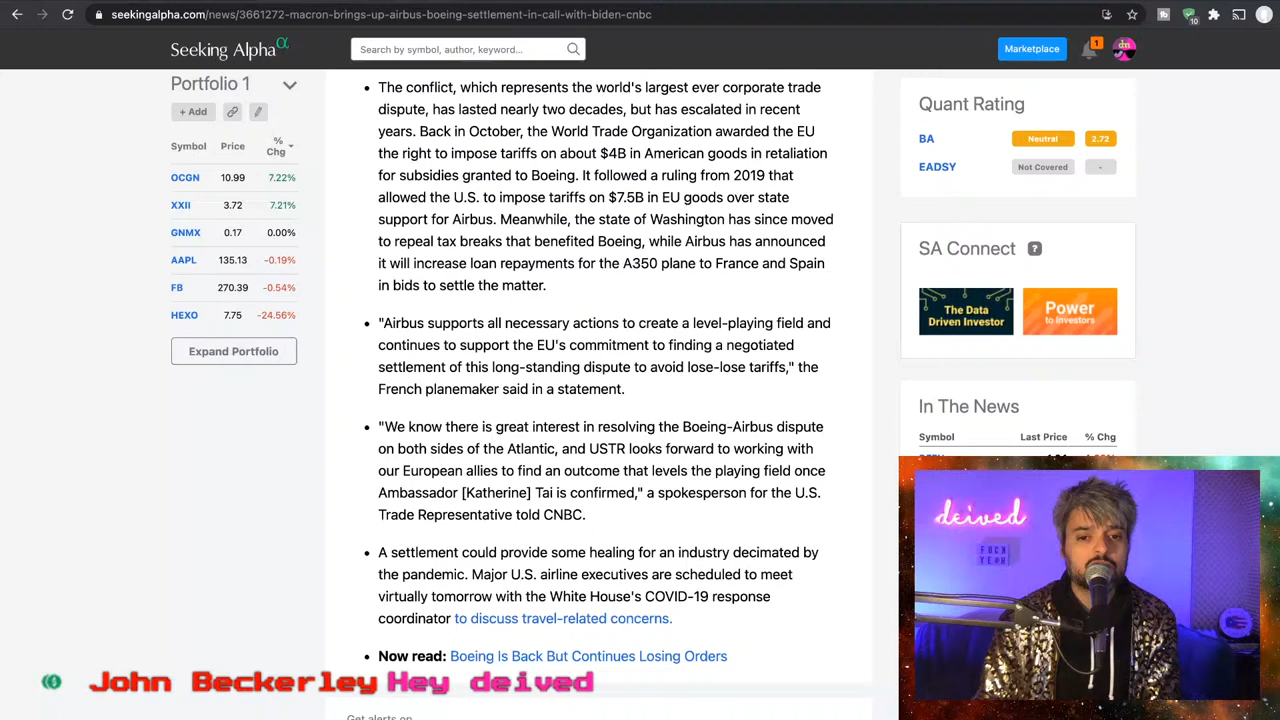 seekingalpha.com/news/3661272-macron-brings-up-airbus-boeing-settlement-in-call-with-biden-cnbc
10
Seeking Alpha α
Search by symbol, author, keyword...
Marketplace
1
dn
Portfolio 1
+ Add
Symbol Price % Chg
OCGN 10.99 7.22%
XXII 3.72 7.21%
GNMX 0.17 0.00%
AAPL 135.13 -0.19%
FB 270.39 -0.54%
HEXO 7.75 -24.56%
Expand Portfolio
• The conflict, which represents the world's largest ever corporate trade
dispute, has lasted nearly two decades, but has escalated in recent
years. Back in October, the World Trade Organization awarded the EU
the right to impose tariffs on about $4B in American goods in retaliation
for subsidies granted to Boeing. It followed a ruling from 2019 that
allowed the U.S. to impose tariffs on $7.5B in EU goods over state
support for Airbus. Meanwhile, the state of Washington has since moved
to repeal tax breaks that benefited Boeing, while Airbus has announced
it will increase loan repayments for the A350 plane to France and Spain
in bids to settle the matter.
• "Airbus supports all necessary actions to create a level-playing field and
continues to support the EU's commitment to finding a negotiated
settlement of this long-standing dispute to avoid lose-lose tariffs," the
French planemaker said in a statement.
• "We know there is great interest in resolving the Boeing-Airbus dispute
on both sides of the Atlantic, and USTR looks forward to working with
our European allies to find an outcome that levels the playing field once
Ambassador [Katherine] Tai is confirmed," a spokesperson for the U.S.
Trade Representative told CNBC.
• A settlement could provide some healing for an industry decimated by
the pandemic. Major U.S. airline executives are scheduled to meet
virtually tomorrow with the White House's COVID-19 response
coordinator to discuss travel-related concerns.
• Now read: Boeing Is Back But Continues Losing Orders
Get alerts on
Quant Rating
BA Neutral 2.72
EADSY Not Covered -
SA Connect ?
The Data
Driven Investor
Power
to Investors
In The News
Symbol Last Price % Chg
deived
FUCK
YEAH
John Beckerley Hey deived